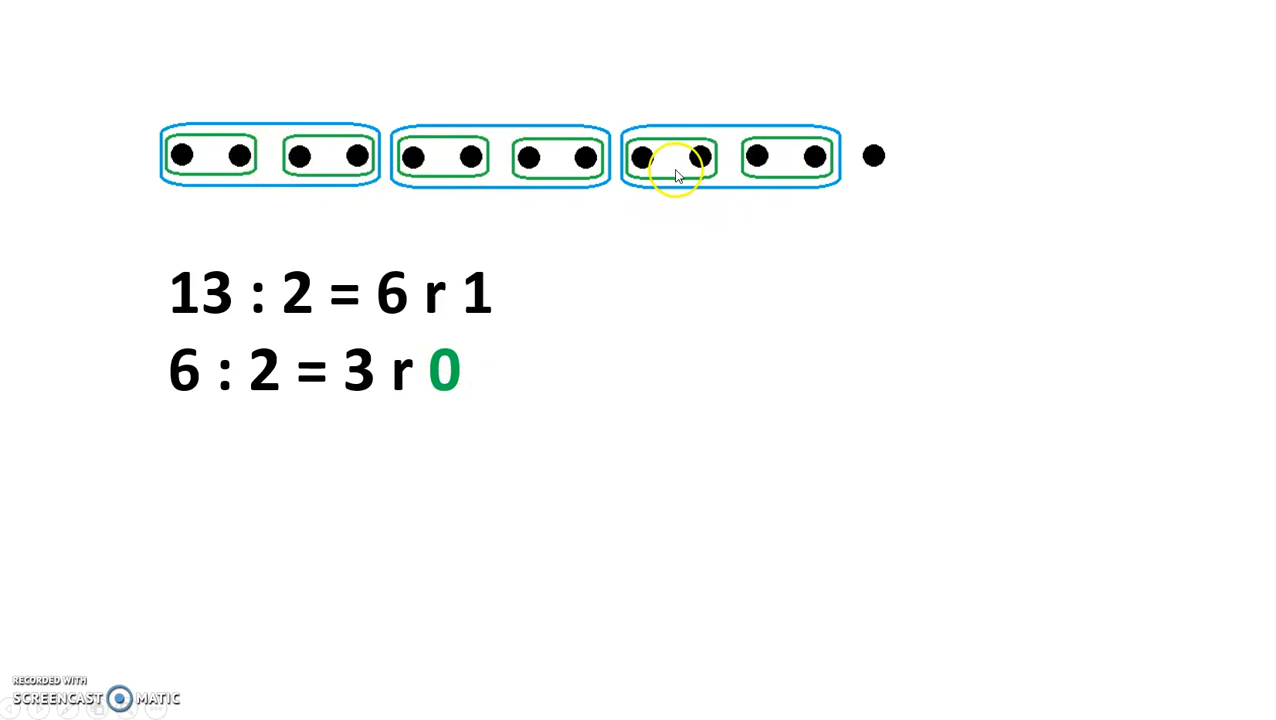 13 : 2 = 6 r 1
6 : 2 = 3 r 0
RECORDED WITH
SCREENCAST MATIC